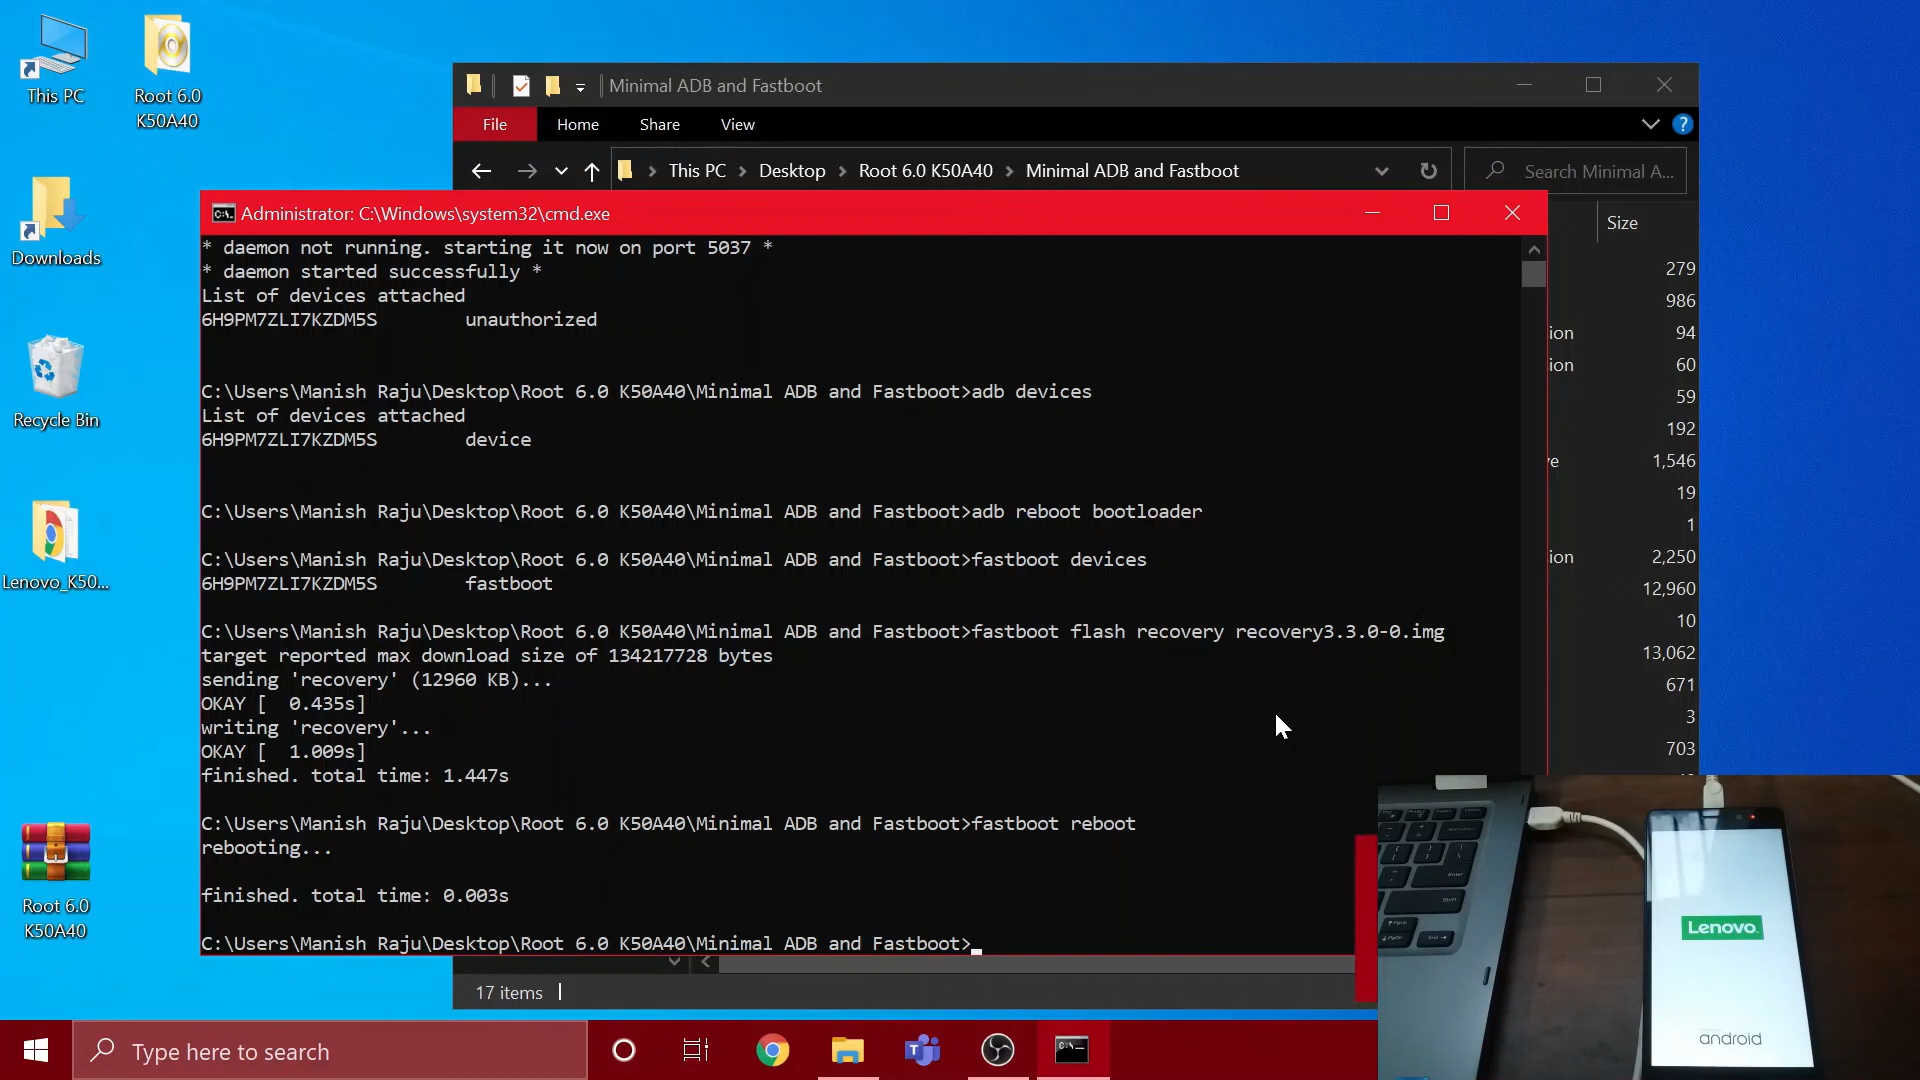 This PC
Root 6.0
K50A40
Downloads
Recycle Bin
Lenovo_K50...
Root 6.0
K50A40
Minimal ADB and Fastboot
File
Home
Share
View
This PC
Desktop
Root 6.0 K50A40
Minimal ADB and Fastboot
Search Minimal A...
Size
279
986
ion
94
ion
60
59
192
ve
1,546
19
1
ion
2,250
12,960
10
13,062
671
3
703
Administrator: C:\Windows\system32\cmd.exe
* daemon not running. starting it now on port 5037 *
* daemon started successfully *
List of devices attached
6H9PM7ZLI7KZDM5S unauthorized
C:\Users\Manish Raju\Desktop\Root 6.0 K50A40\Minimal ADB and Fastboot>adb devices
List of devices attached
6H9PM7ZLI7KZDM5S device
C:\Users\Manish Raju\Desktop\Root 6.0 K50A40\Minimal ADB and Fastboot>adb reboot bootloader
C:\Users\Manish Raju\Desktop\Root 6.0 K50A40\Minimal ADB and Fastboot>fastboot devices
6H9PM7ZLI7KZDM5S fastboot
C:\Users\Manish Raju\Desktop\Root 6.0 K50A40\Minimal ADB and Fastboot>fastboot flash recovery recovery3.3.0-0.img
target reported max download size of 134217728 bytes
sending 'recovery' (12960 KB)...
OKAY [  0.435s]
writing 'recovery'...
OKAY [  1.009s]
finished. total time: 1.447s
C:\Users\Manish Raju\Desktop\Root 6.0 K50A40\Minimal ADB and Fastboot>fastboot reboot
rebooting...
finished. total time: 0.003s
C:\Users\Manish Raju\Desktop\Root 6.0 K50A40\Minimal ADB and Fastboot>
17 items
Type here to search
Lenovo
android